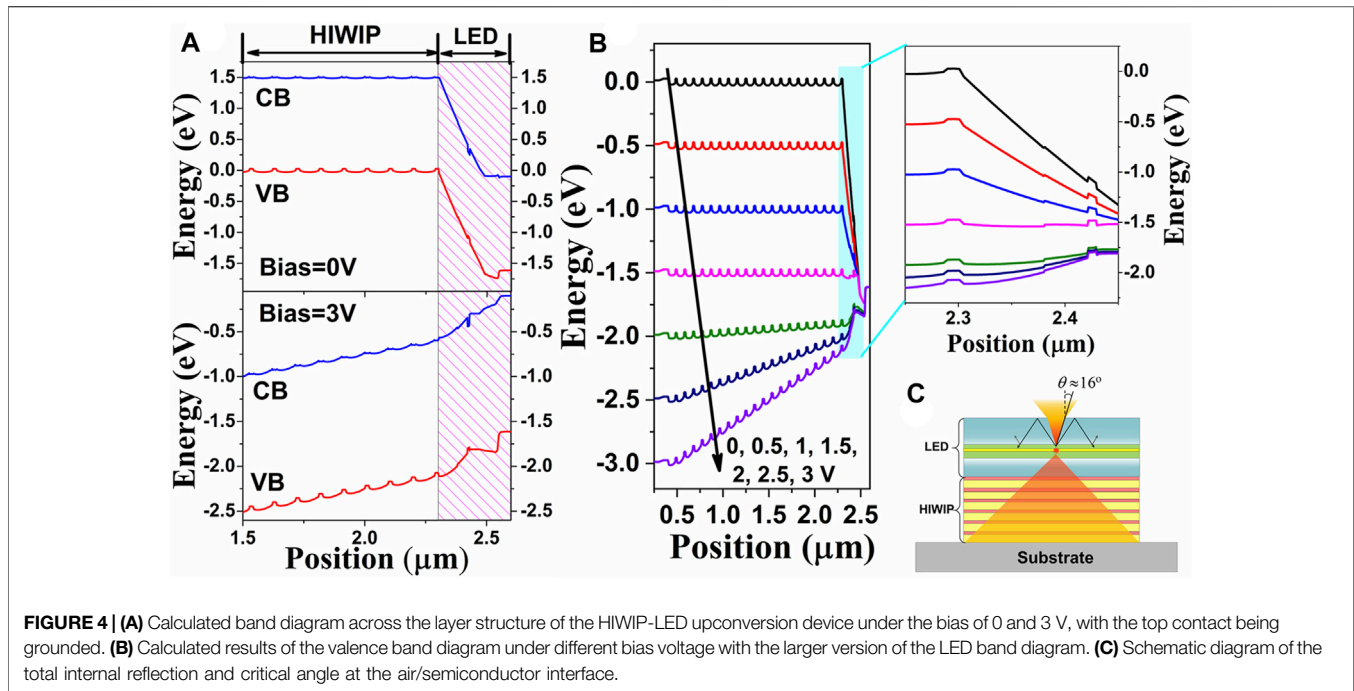 A
HIWIP
LED
1.5
1.0
0.5
0.0
-0.5
-1.0
-1.5
CB
VB
Bias=0V
Energy (eV)
1.5
1.0
0.5
0.0
-0.5
-1.0
-1.5
Bias=3V
CB
VB
Energy (eV)
-0.5
-1.0
-1.5
-2.0
-2.5
-0.5
-1.0
-1.5
-2.0
-2.5
1.5 2.0 2.5
Position (μm)
B
Energy (eV)
0.0
-0.5
-1.0
-1.5
-2.0
-2.5
-3.0
0, 0.5, 1, 1.5,
2, 2.5, 3 V
0.5 1.0 1.5 2.0 2.5
Position (μm)
0.0
-0.5
-1.0
-1.5
-2.0
Energy (eV)
2.3 2.4
Position (μm)
C
θ≈16º
LED
HIWIP
Substrate
FIGURE 4 | (A) Calculated band diagram across the layer structure of the HIWIP-LED upconversion device under the bias of 0 and 3 V, with the top contact being
grounded. (B) Calculated results of the valence band diagram under different bias voltage with the larger version of the LED band diagram. (C) Schematic diagram of the
total internal reflection and critical angle at the air/semiconductor interface.